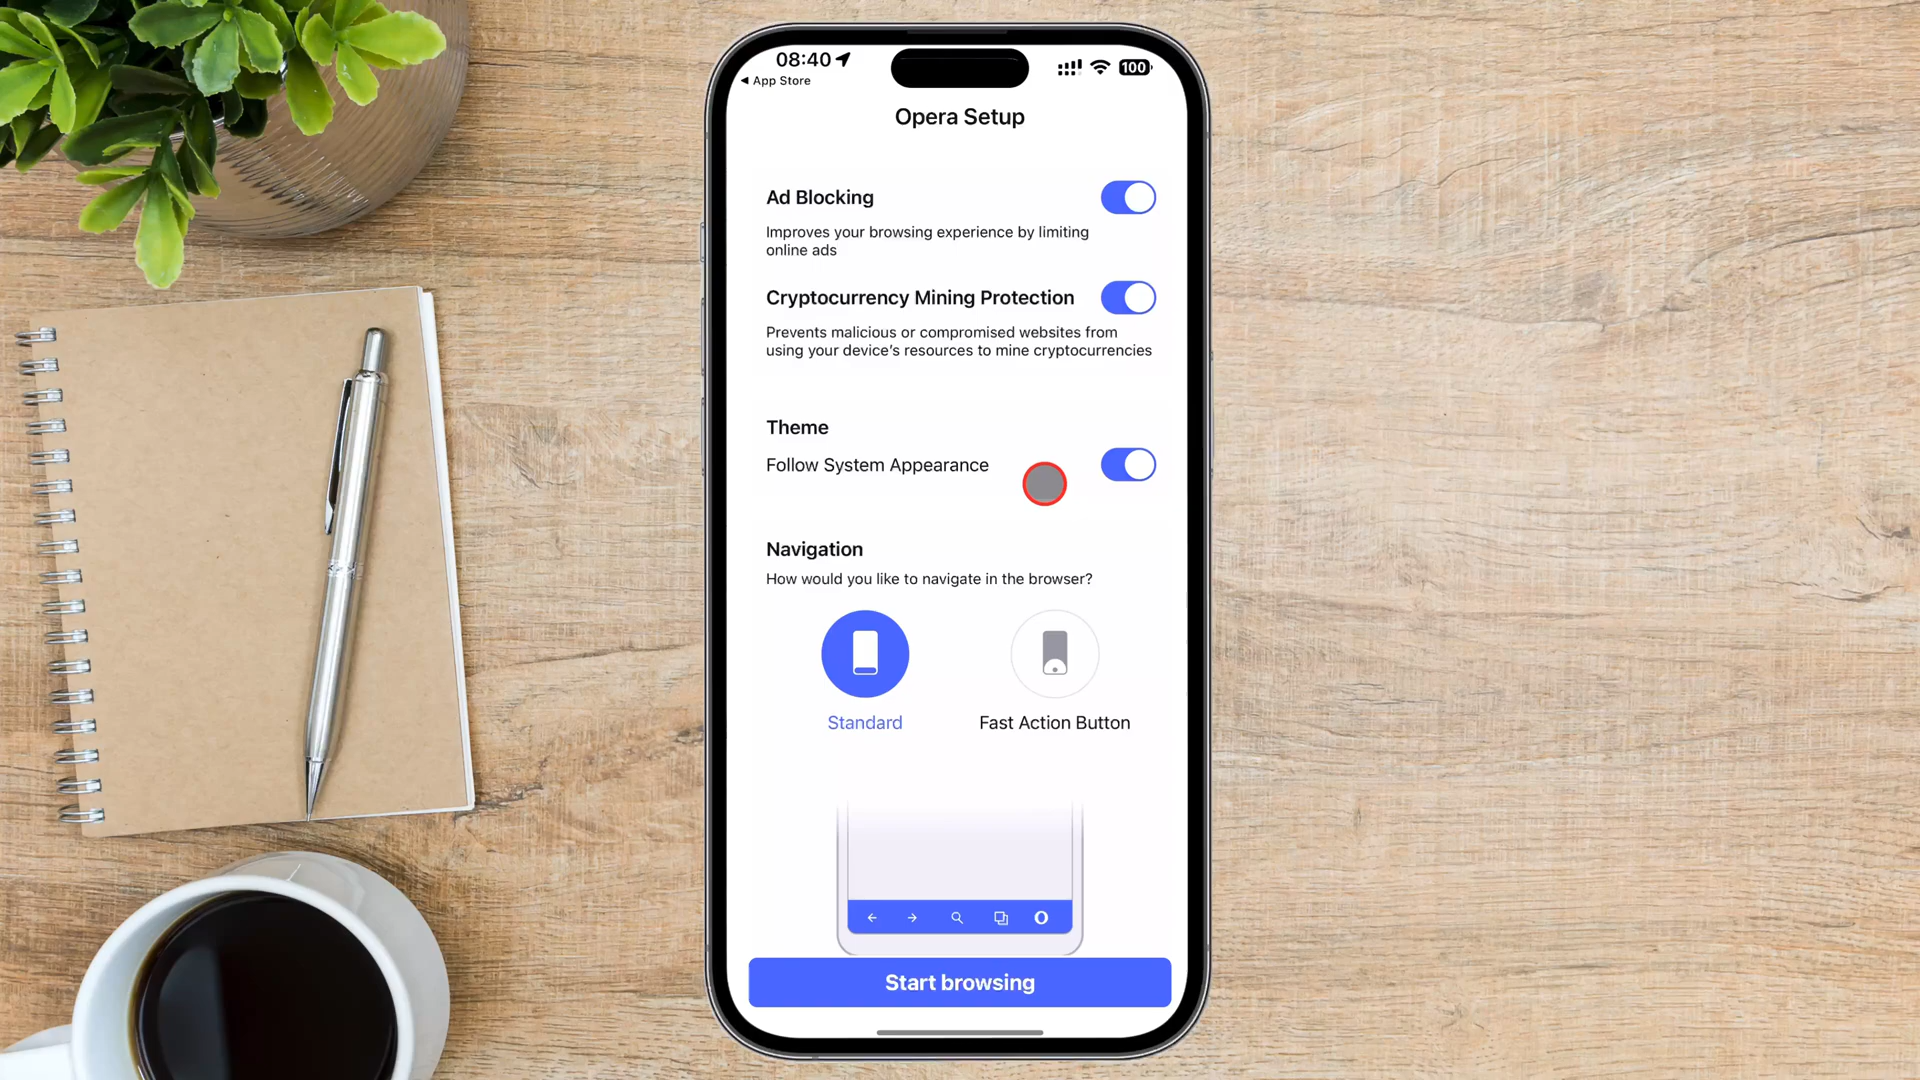 08:40
App Store
100
Opera Setup
Ad Blocking
Improves your browsing experience by limiting
online ads
Cryptocurrency Mining Protection
Prevents malicious or compromised websites from
using your device’s resources to mine cryptocurrencies
Theme
Follow System Appearance
Navigation
How would you like to navigate in the browser?
Standard
Fast Action Button
Start browsing